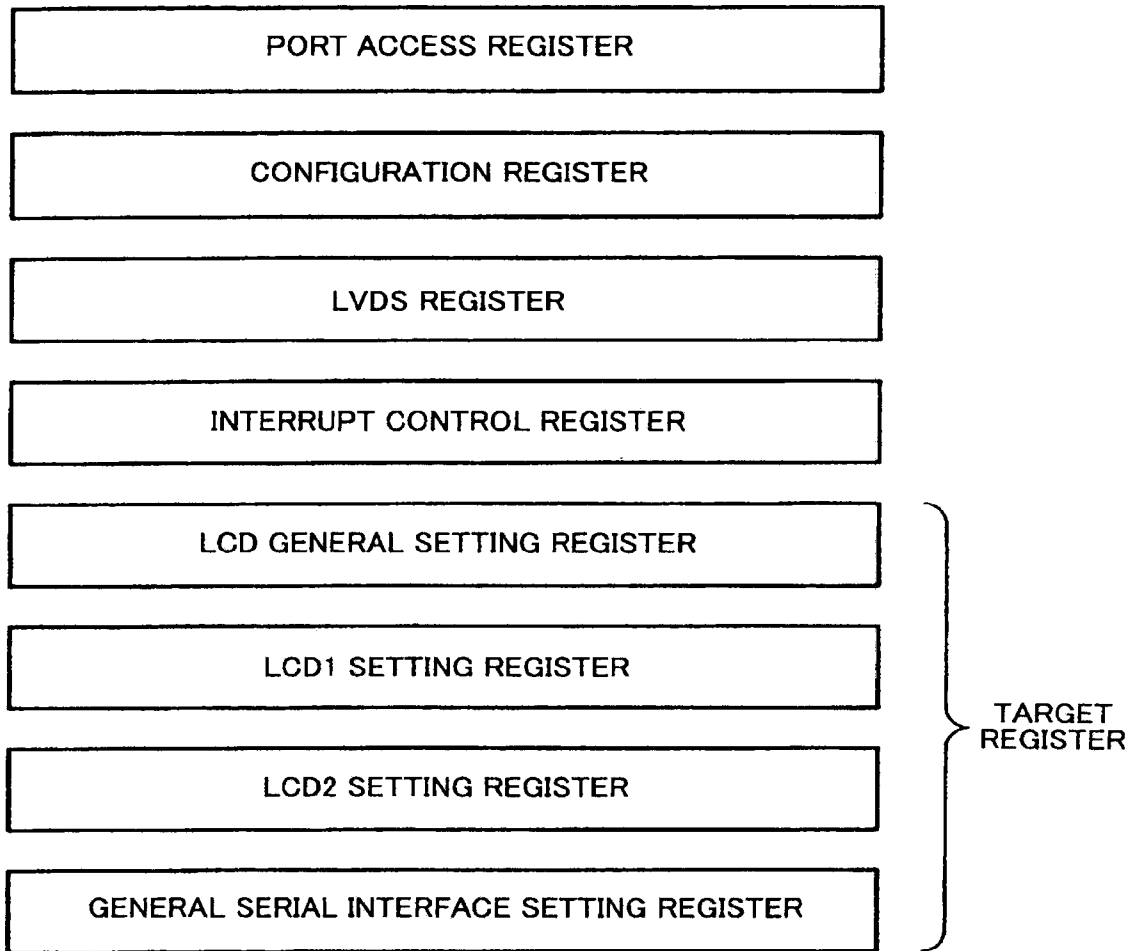 PORT ACCESS REGISTER
CONFIGURATION REGISTER
LVDS REGISTER
INTERRUPT CONTROL REGISTER
LCD GENERAL SETTING REGISTER
LCD1 SETTING REGISTER
LCD2 SETTING REGISTER
GENERAL SERIAL INTERFACE SETTING REGISTER
TARGET
REGISTER